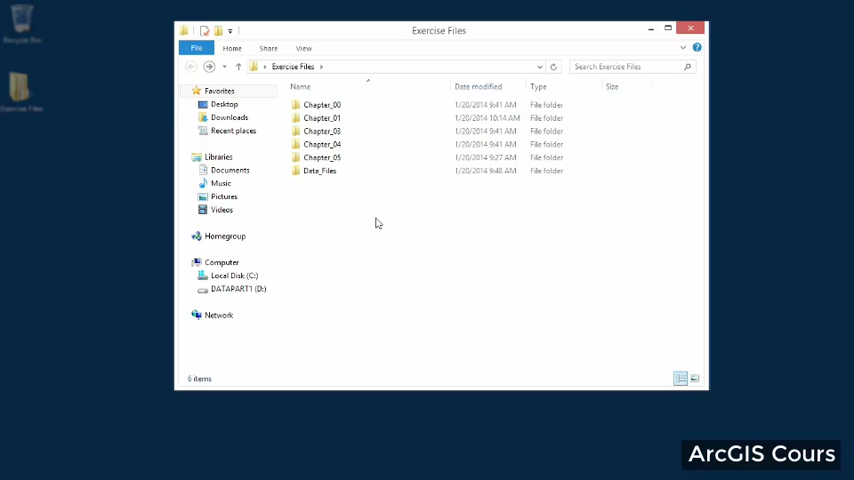 Recycle Bin
Exercise Files
Exercise Files
File Home Share View
Exercise Files
Search Exercise Files
Name Date modified Type Size
Chapter_00 1/20/2014 9:41 AM File folder
Chapter_01 1/20/2014 10:14 AM File folder
Chapter_03 1/20/2014 9:41 AM File folder
Chapter_04 1/20/2014 9:41 AM File folder
Chapter_05 1/20/2014 9:27 AM File folder
Data_Files 1/20/2014 9:48 AM File folder
Favorites
Desktop
Downloads
Recent places
Libraries
Documents
Music
Pictures
Videos
Homegroup
Computer
Local Disk (C:)
DATAPART1 (D:)
Network
6 items
ArcGIS Cours